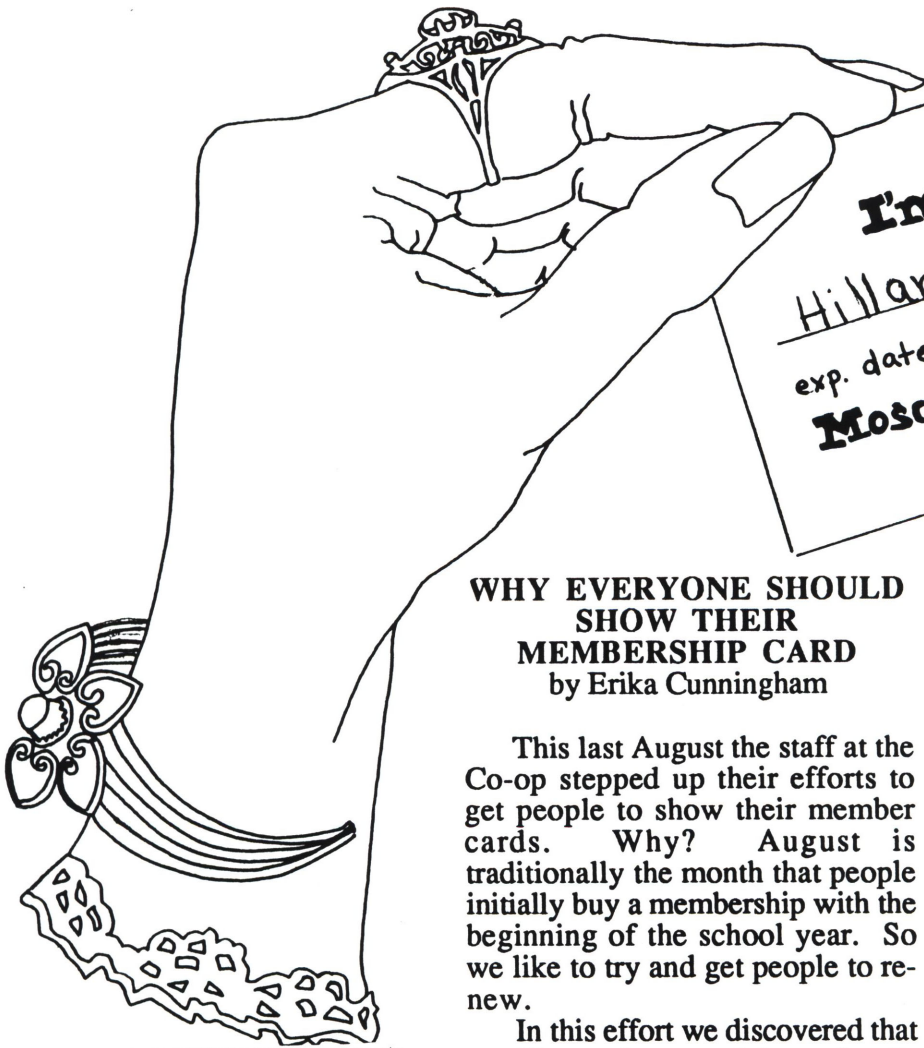 I'm
Hillar
exp. date
Mosc
WHY EVERYONE SHOULD
SHOW THEIR
MEMBERSHIP CARD
by Erika Cunningham
This last August the staff at the
Co-op stepped up their efforts to
get people to show their member
cards. Why? August is
traditionally the month that people
initially buy a membership with the
beginning of the school year. So
we like to try and get people to re-
new.
In this effort we discovered that